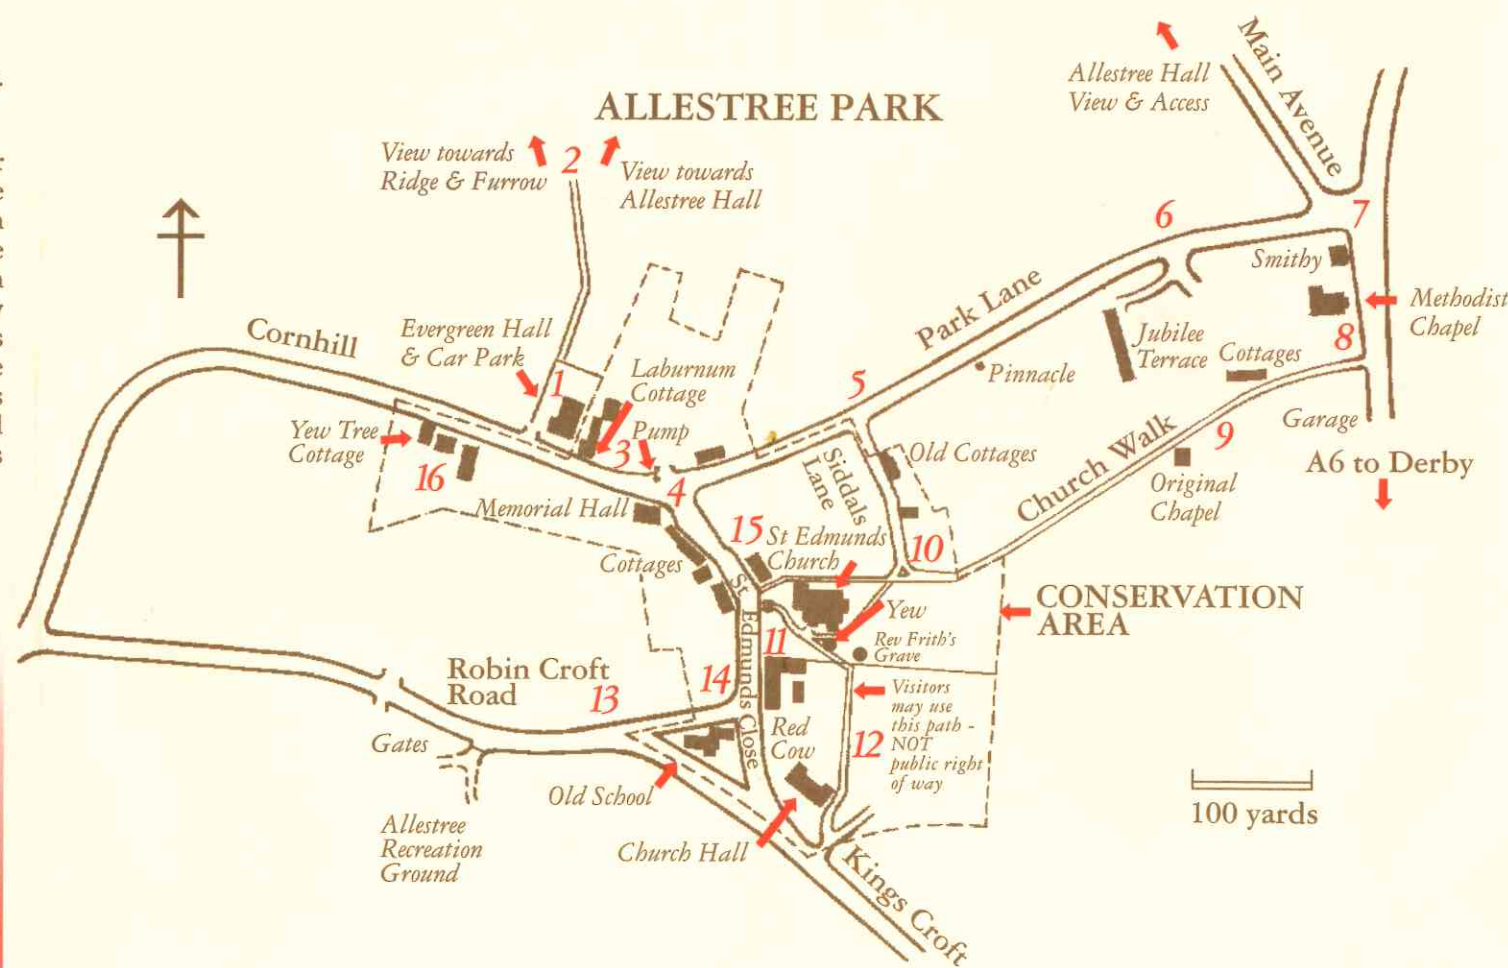 Allestree Hall
View & Access
Main Avenue
ALLESTREE PARK
View towards
Ridge & Furrow
2
View towards
Allestree Hall
6
7
Smithy
Methodist
Chapel
8
Park Lane
Jubilee
Terrace
Cottages
Pinnacle
Garage
A6 to Derby
Cornhill
Evergreen Hall
& Car Park
1
Laburnum
Cottage
5
Yew Tree
Cottage
16
3
Pump
4
Siddals
Lane
Old Cottages
Church Walk
9
Original
Chapel
Memorial Hall
15
St Edmunds
Church
10
Cottages
CONSERVATION
AREA
Yew
Rev Frith's
Grave
St. Edmunds Close
11
Robin Croft
Road
13
14
Visitors
may use
this path -
NOT
public right
of way
12
Red
Cow
Gates
Old School
100 yards
Allestree
Recreation
Ground
Church Hall
Kings Croft